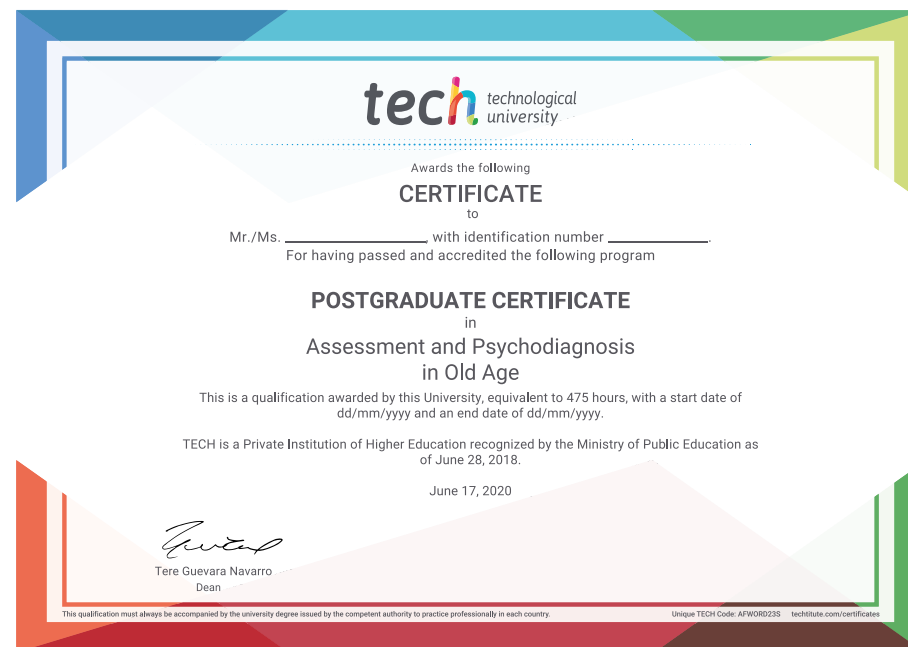 tech technological
university
Awards the following
CERTIFICATE
to
Mr./Ms. ____________, with identification number ____________.
For having passed and accredited the following program
POSTGRADUATE CERTIFICATE
in
Assessment and Psychodiagnosis
in Old Age
This is a qualification awarded by this University, equivalent to 475 hours, with a start date of
dd/mm/yyyy and an end date of dd/mm/yyyy.
TECH is a Private Institution of Higher Education recognized by the Ministry of Public Education as
of June 28, 2018.
June 17, 2020
Tere Guevara Navarro
Dean
This qualification must always be accompanied by the university degree issued by the competent authority to practice professionally in each country.
Unique TECH Code: AFWORD23S techtitute.com/certificates